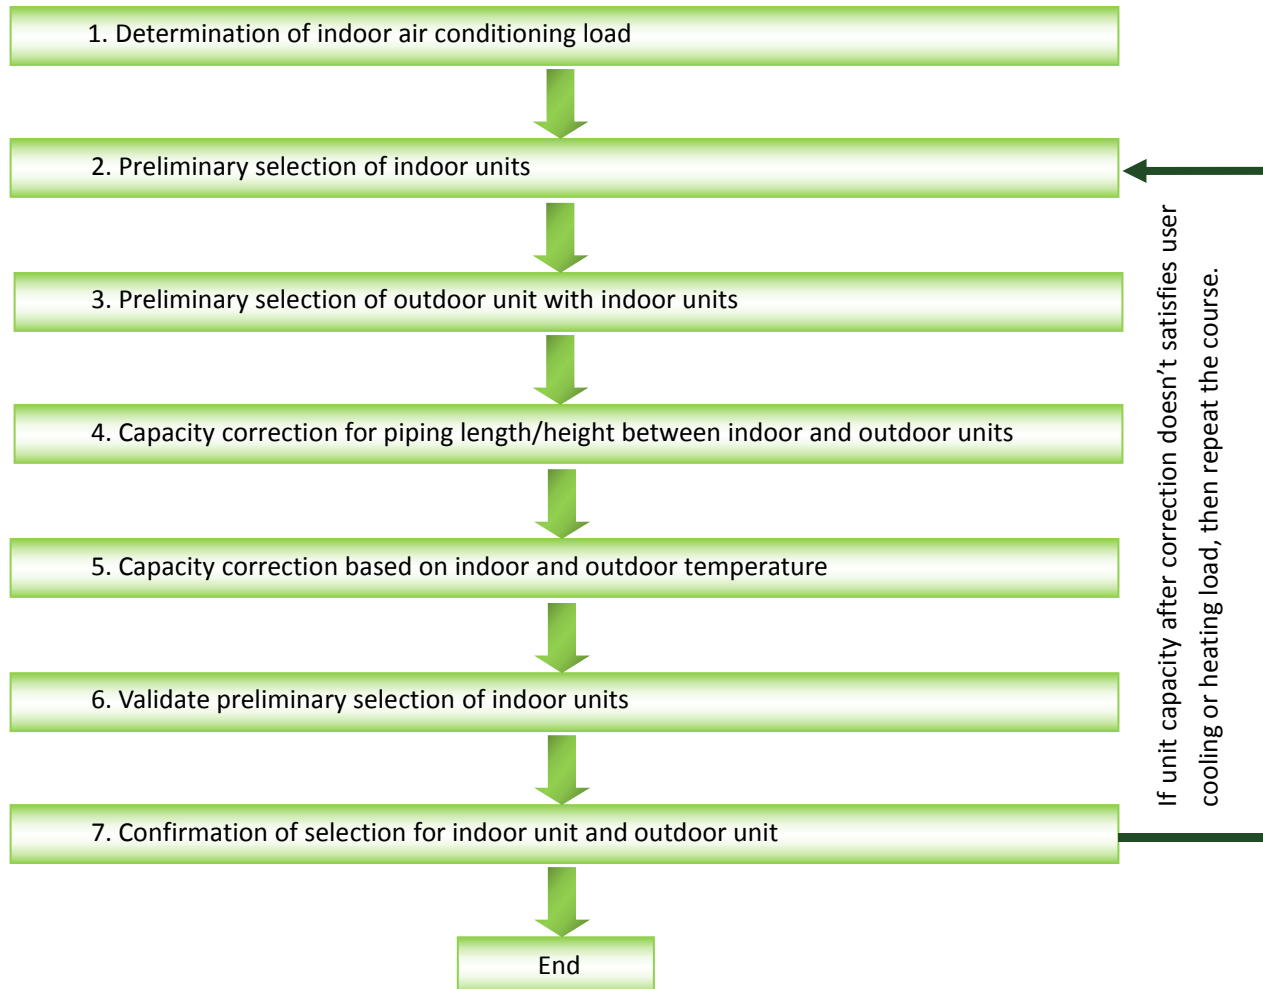 1. Determination of indoor air conditioning load
2. Preliminary selection of indoor units
3. Preliminary selection of outdoor unit with indoor units
4. Capacity correction for piping length/height between indoor and outdoor units
5. Capacity correction based on indoor and outdoor temperature
6. Validate preliminary selection of indoor units
7. Confirmation of selection for indoor unit and outdoor unit
End
If unit capacity after correction doesn't satisfies user
cooling or heating load, then repeat the course.